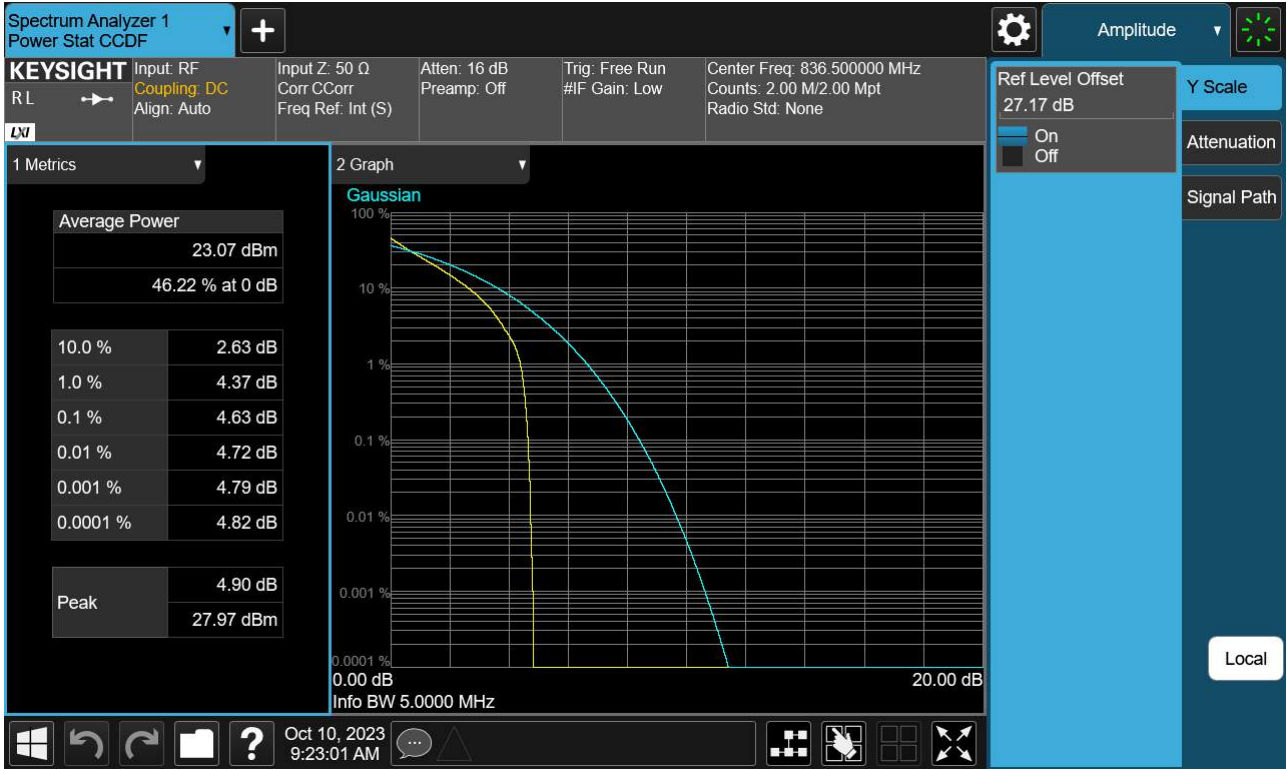 Spectrum Analyzer 1
Power Stat CCDF
+
Amplitude
KEYSIGHT
R L
LXI
Input: RF
Coupling: DC
Align: Auto
Input Z: 50 Ω
Corr CCorr
Freq Ref: Int (S)
Atten: 16 dB
Preamp: Off
Trig: Free Run
#IF Gain: Low
Center Freq: 836.500000 MHz
Counts: 2.00 M/2.00 Mpt
Radio Std: None
Ref Level Offset
27.17 dB
On
Off
Y Scale
Attenuation
Signal Path
Local
1 Metrics
Average Power
23.07 dBm
46.22 % at 0 dB
10.0 % 2.63 dB
1.0 % 4.37 dB
0.1 % 4.63 dB
0.01 % 4.72 dB
0.001 % 4.79 dB
0.0001 % 4.82 dB
Peak
4.90 dB
27.97 dBm
2 Graph
Gaussian
100 %
10 %
1 %
0.1 %
0.01 %
0.001 %
0.0001 %
0.00 dB 20.00 dB
Info BW 5.0000 MHz
?
Oct 10, 2023
9:23:01 AM